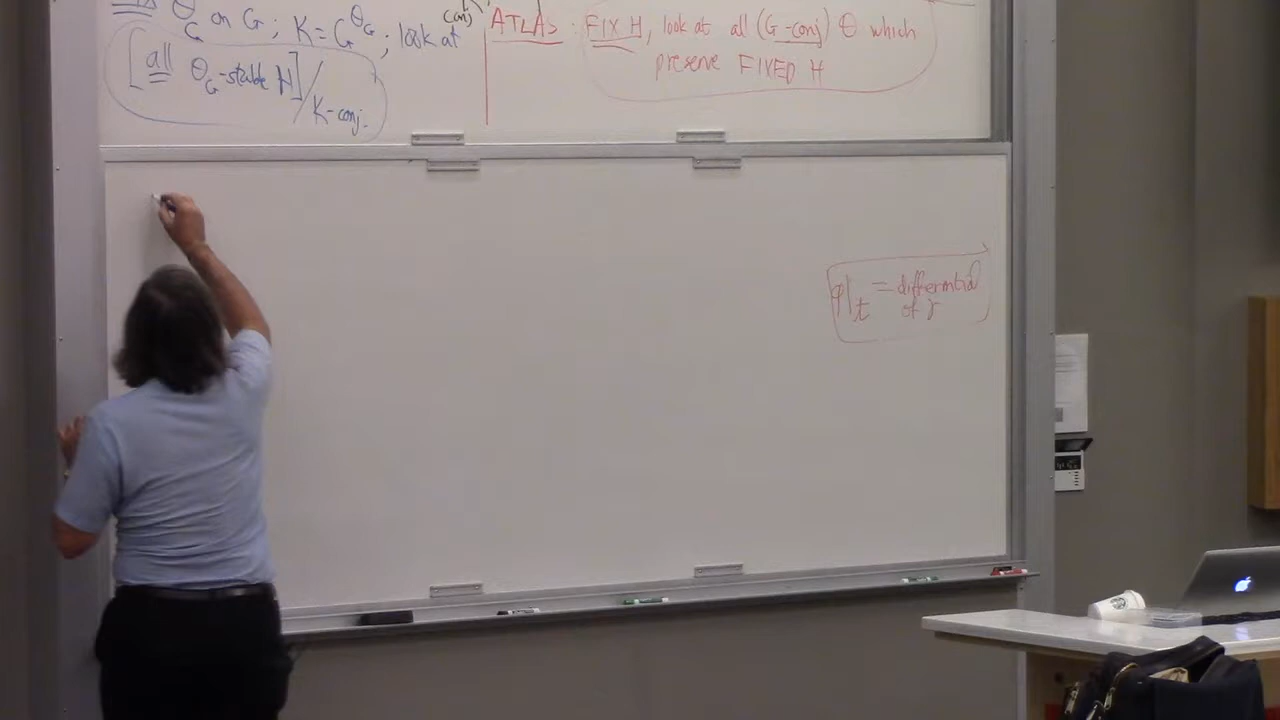 θ_G on G; K = G^θ_G; look at
[all θ_G-stable H]/K-conj.
conj
ATLAS: FIX H, look at all (G-conj) θ which
preserve FIXED H
φ|_t = differential
of γ